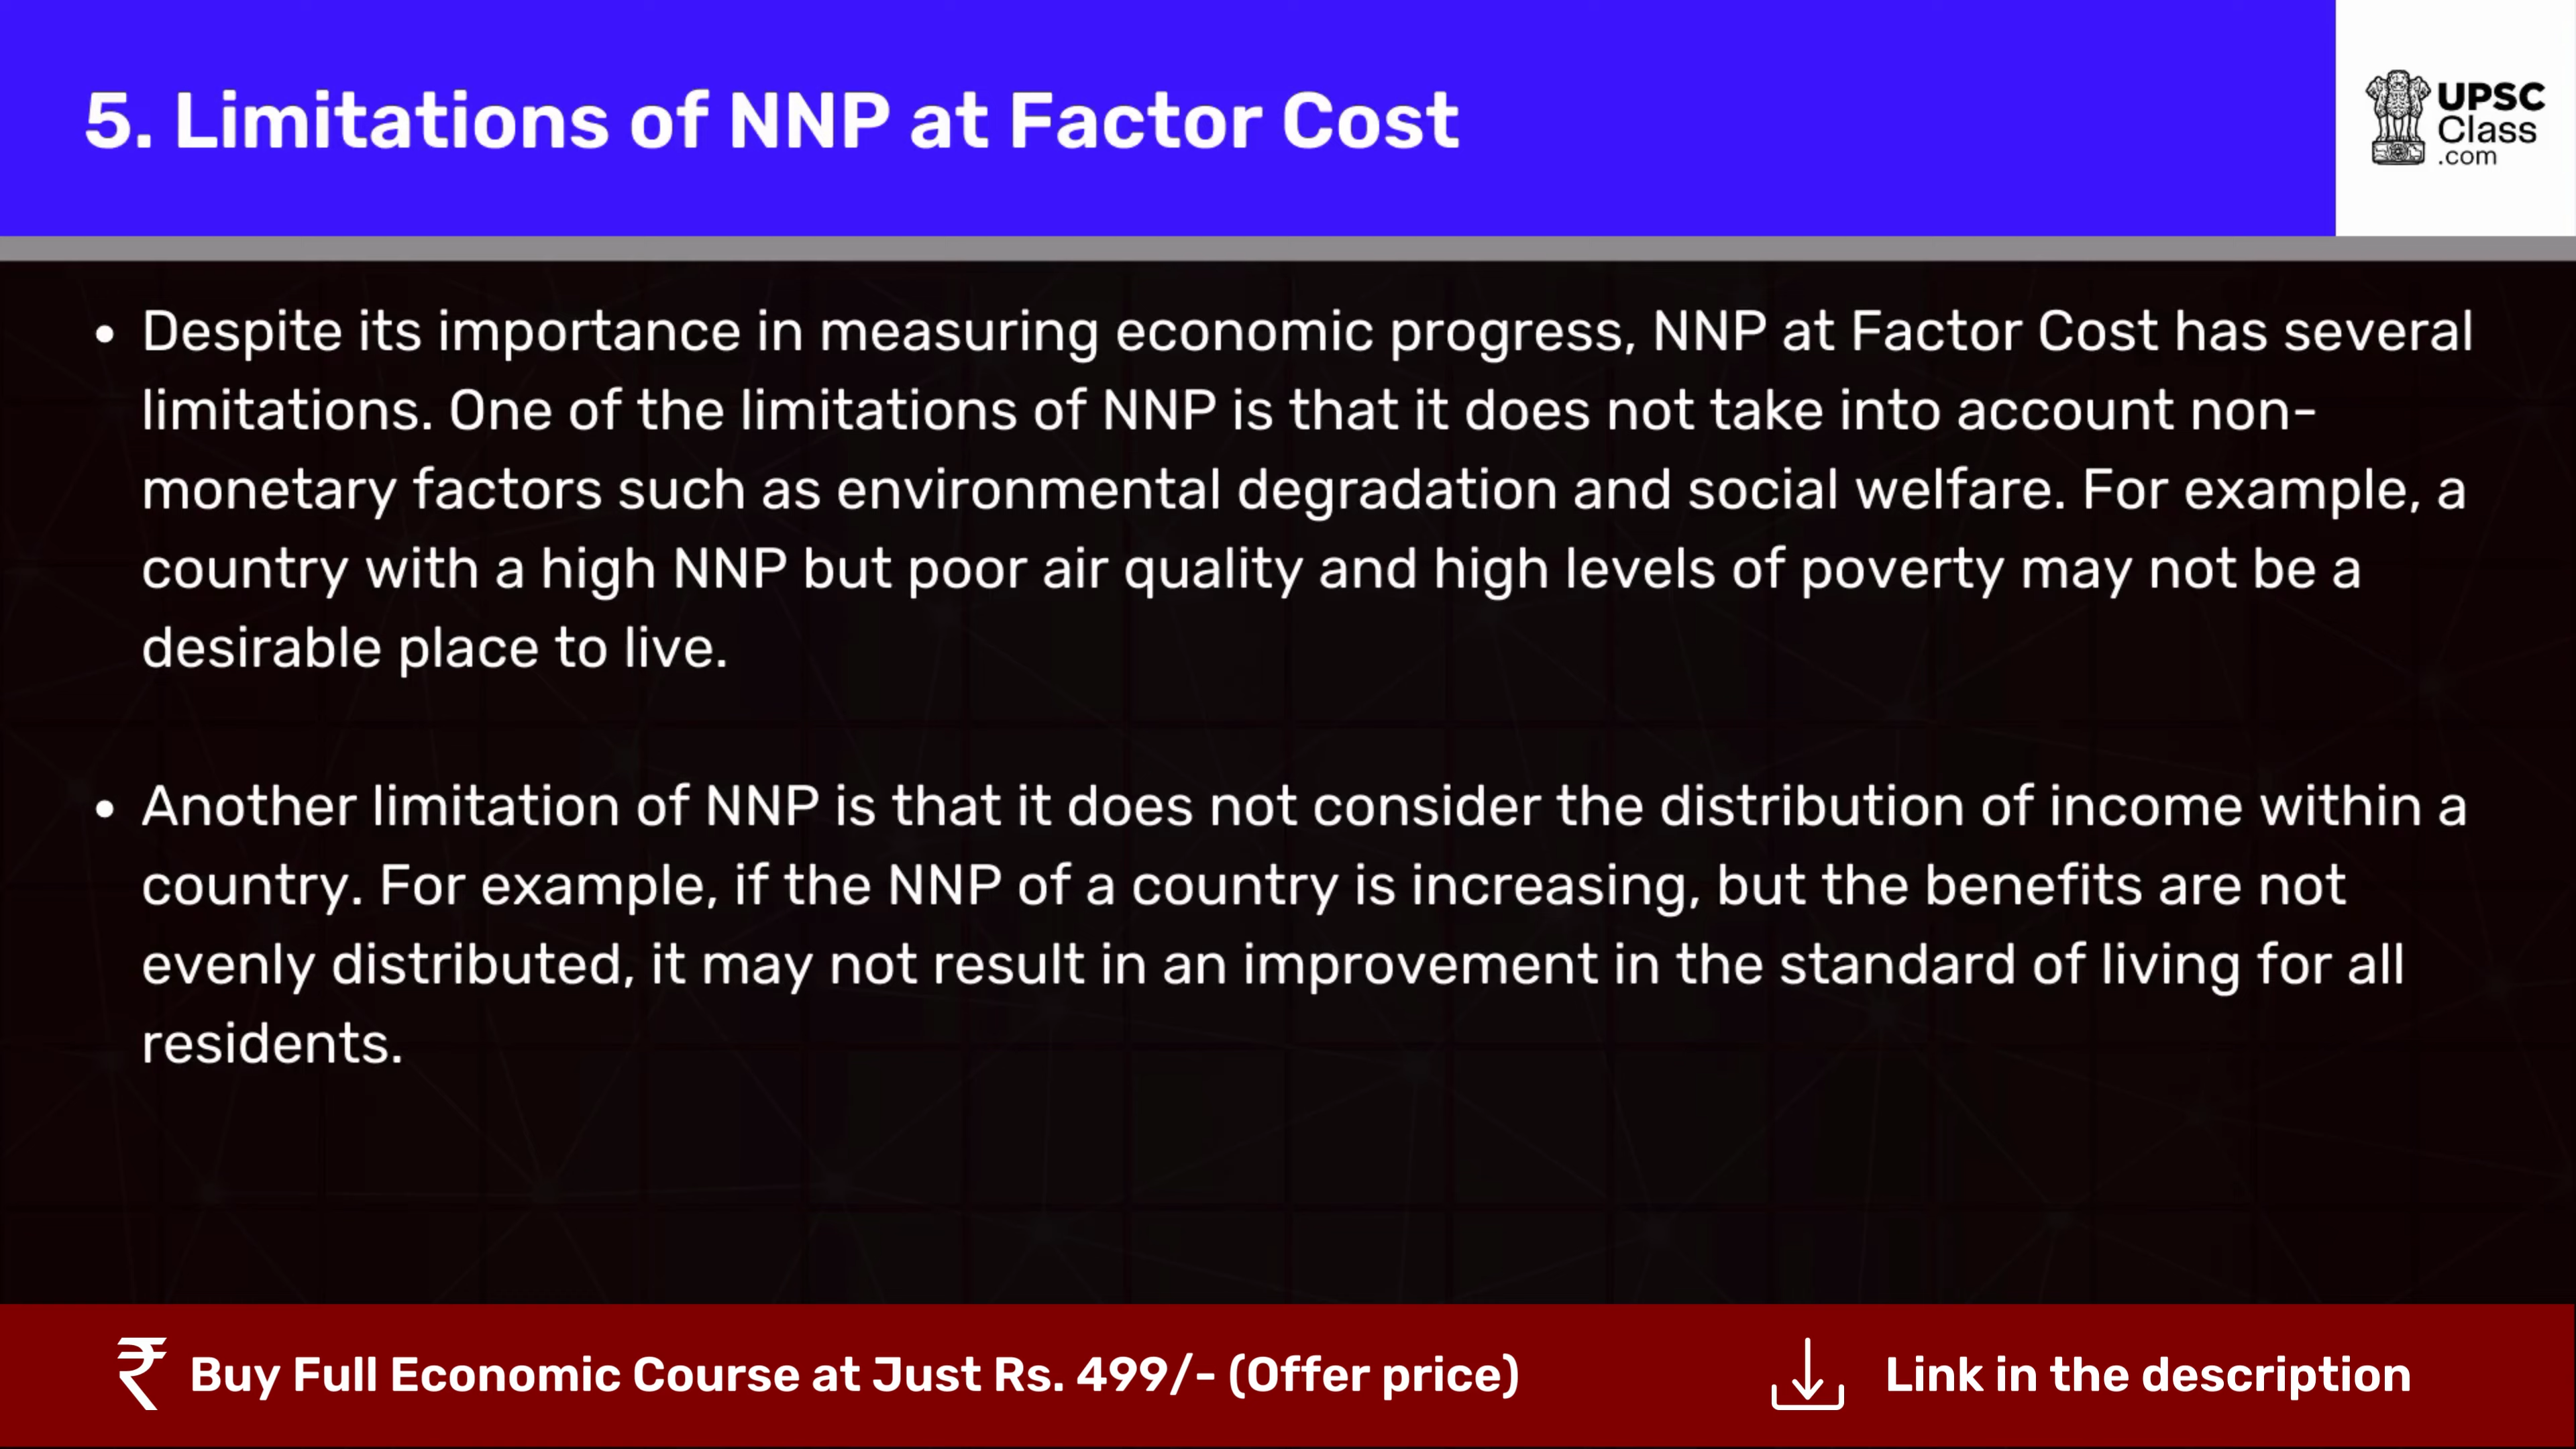 5. Limitations of NNP at Factor Cost
UPSC
Class
.com
• Despite its importance in measuring economic progress, NNP at Factor Cost has several
limitations. One of the limitations of NNP is that it does not take into account non-
monetary factors such as environmental degradation and social welfare. For example, a
country with a high NNP but poor air quality and high levels of poverty may not be a
desirable place to live.
• Another limitation of NNP is that it does not consider the distribution of income within a
country. For example, if the NNP of a country is increasing, but the benefits are not
evenly distributed, it may not result in an improvement in the standard of living for all
residents.
₹ Buy Full Economic Course at Just Rs. 499/- (Offer price)
Link in the description